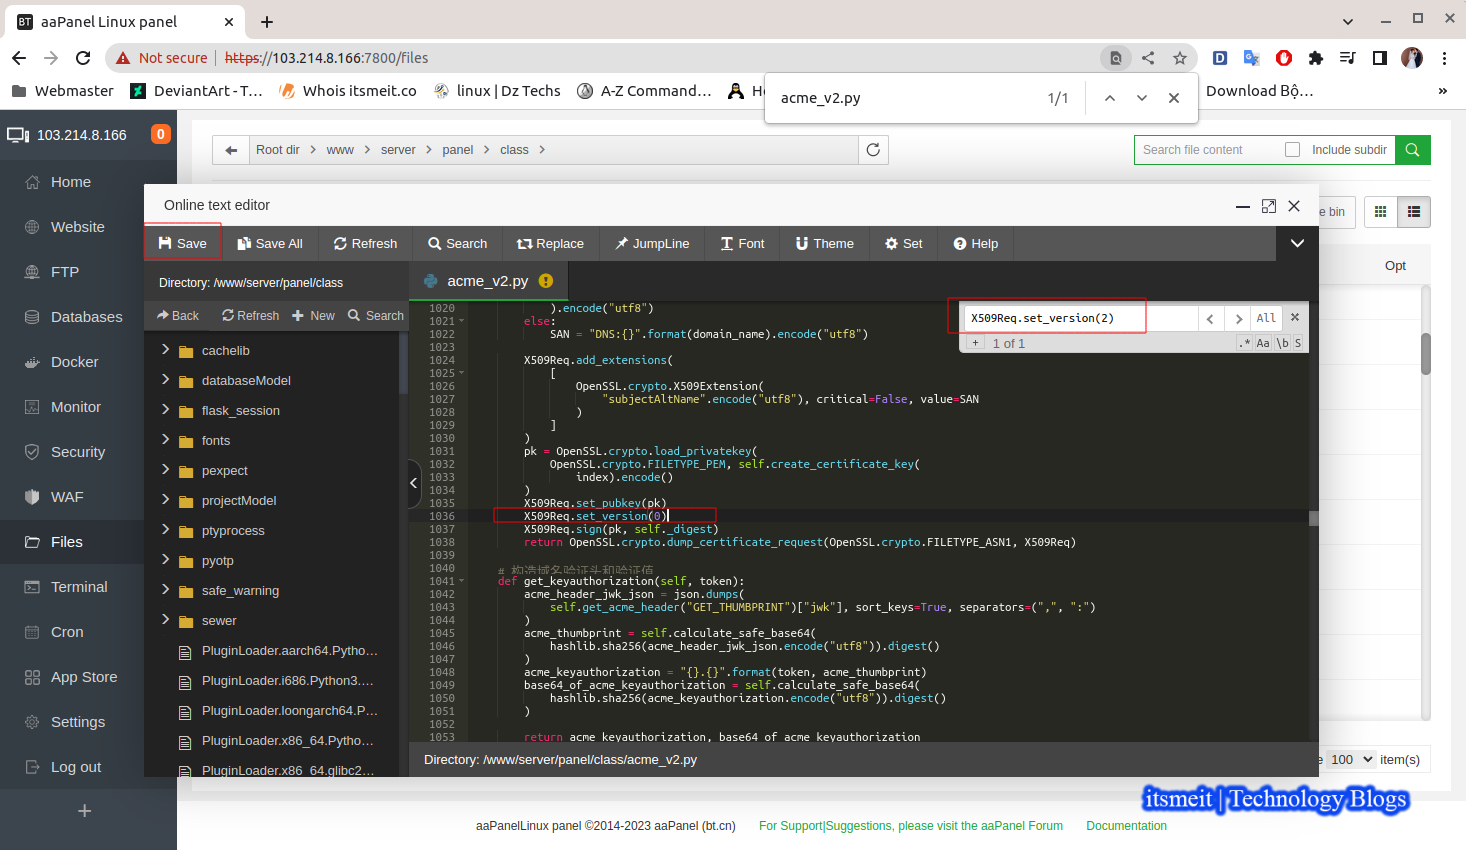 BT aaPanel Linux panel
Not secure | https://103.214.8.166:7800/files
Webmaster
DeviantArt - T…
Whois itsmeit.co
linux | Dz Techs
A-Z Command…
Download Bộ…
»
acme_v2.py 1/1
103.214.8.166 0
Root dir > www > server > panel > class >
Search file content
Include subdir
Home
Website
FTP
Databases
Docker
Monitor
Security
WAF
Files
Terminal
Cron
App Store
Settings
Log out
+
bin
Opt
Online text editor
Save
Save All
Refresh
Search
Replace
JumpLine
Font
Theme
Set
Help
Directory: /www/server/panel/class
Back
Refresh
New
Search
acme_v2.py
cachelib
databaseModel
flask_session
fonts
pexpect
projectModel
ptyprocess
pyotp
safe_warning
sewer
PluginLoader.aarch64.Pytho…
PluginLoader.i686.Python3.…
PluginLoader.loongarch64.P…
PluginLoader.x86_64.Pytho…
PluginLoader.x86_64.glibc2…
X509Req.set_version(2)
All
+ 1 of 1 .* Aa \b S
1020 ).encode("utf8")
1021 else:
1022 SAN = "DNS:{}".format(domain_name).encode("utf8")
1023
1024 X509Req.add_extensions(
1025 [
1026 OpenSSL.crypto.X509Extension(
1027 "subjectAltName".encode("utf8"), critical=False, value=SAN
1028 )
1029 ]
1030 )
1031 pk = OpenSSL.crypto.load_privatekey(
1032 OpenSSL.crypto.FILETYPE_PEM, self.create_certificate_key(
1033 index).encode()
1034 )
1035 X509Req.set_pubkey(pk)
1036 X509Req.set_version(0)
1037 X509Req.sign(pk, self._digest)
1038 return OpenSSL.crypto.dump_certificate_request(OpenSSL.crypto.FILETYPE_ASN1, X509Req)
1039
1040 # 构造域名验证头和验证值
1041 def get_keyauthorization(self, token):
1042 acme_header_jwk_json = json.dumps(
1043 self.get_acme_header("GET_THUMBPRINT")["jwk"], sort_keys=True, separators=(",", ":")
1044 )
1045 acme_thumbprint = self.calculate_safe_base64(
1046 hashlib.sha256(acme_header_jwk_json.encode("utf8")).digest()
1047 )
1048 acme_keyauthorization = "{}.{}".format(token, acme_thumbprint)
1049 base64_of_acme_keyauthorization = self.calculate_safe_base64(
1050 hashlib.sha256(acme_keyauthorization.encode("utf8")).digest()
1051 )
1052
1053 return acme_keyauthorization, base64_of_acme_keyauthorization
Directory: /www/server/panel/class/acme_v2.py
100 item(s)
itsmeit | Technology Blogs
aaPanelLinux panel ©2014-2023 aaPanel (bt.cn)
For Support|Suggestions, please visit the aaPanel Forum
Documentation